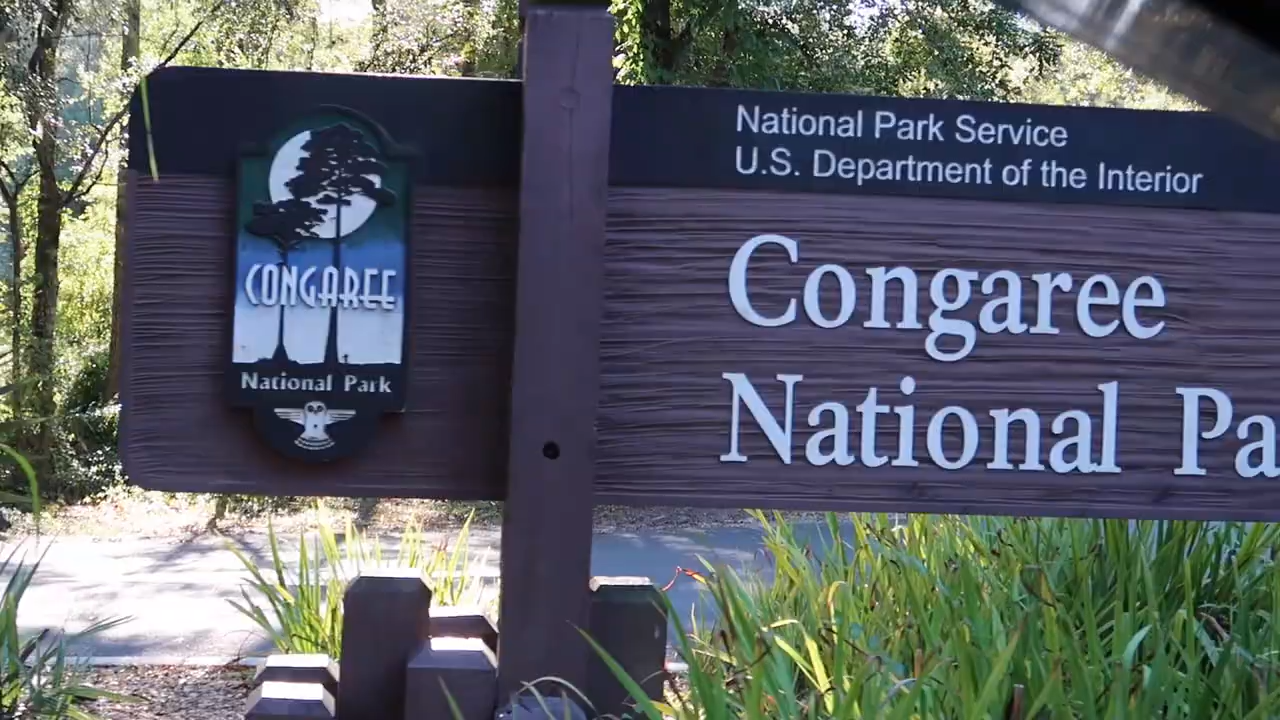 CONGAREE
National Park
National Park Service
U.S. Department of the Interior
Congaree
National Pa